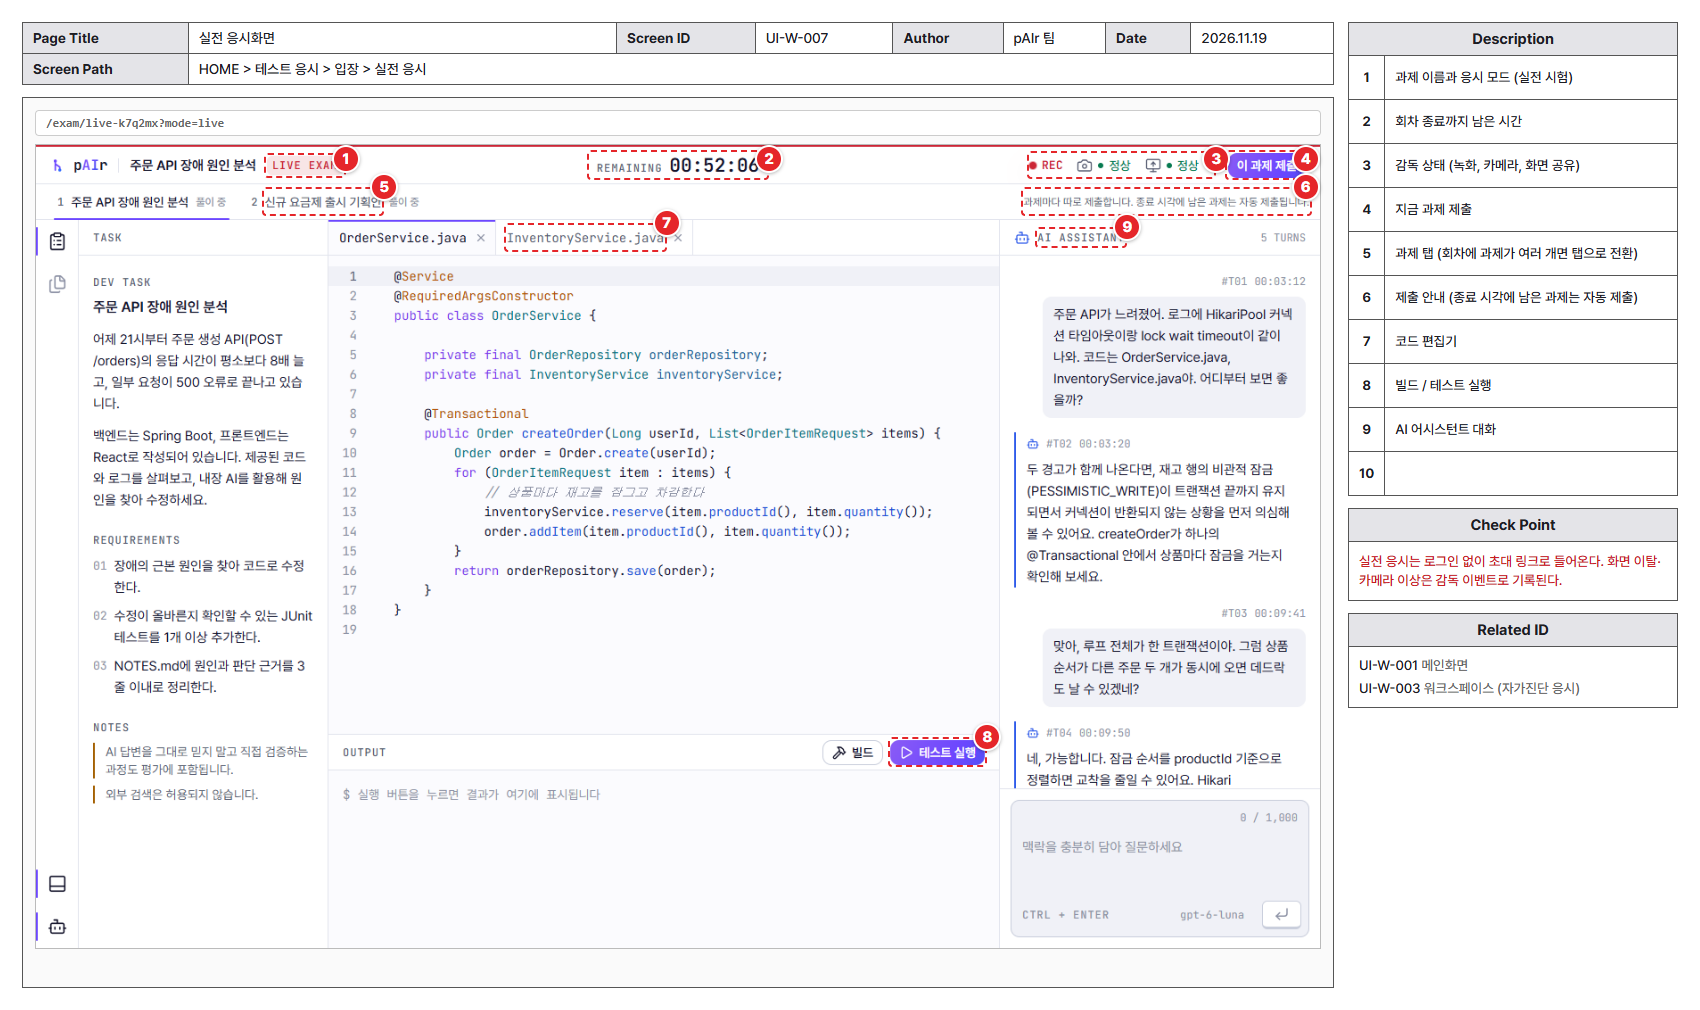 Page Title
실전 응시화면
Screen ID
UI-W-007
Author
pAIr 팀
Date
2026.11.19
Screen Path
HOME > 테스트 응시 > 입장 > 실전 응시
/exam/live-k7q2mx?mode=live
pAIr
주문 API 장애 원인 분석
LIVE EXAM
1
REMAINING 00:52:06
2
REC
정상
정상
3
이 과제 제출
4
1 주문 API 장애 원인 분석 풀이 중
2 신규 요금제 출시 기획안 풀이 중
5
과제마다 따로 제출합니다. 종료 시각에 남은 과제는 자동 제출됩니다.
6
TASK
DEV TASK
주문 API 장애 원인 분석
어제 21시부터 주문 생성 API(POST
/orders)의 응답 시간이 평소보다 8배 늘
고, 일부 요청이 500 오류로 끝나고 있습
니다.
백엔드는 Spring Boot, 프론트엔드는
React로 작성되어 있습니다. 제공된 코드
와 로그를 살펴보고, 내장 AI를 활용해 원
인을 찾아 수정하세요.
REQUIREMENTS
01 장애의 근본 원인을 찾아 코드로 수정
한다.
02 수정이 올바른지 확인할 수 있는 JUnit
테스트를 1개 이상 추가한다.
03 NOTES.md에 원인과 판단 근거를 3
줄 이내로 정리한다.
NOTES
AI 답변을 그대로 믿지 말고 직접 검증하는
과정도 평가에 포함됩니다.
외부 검색은 허용되지 않습니다.
OrderService.java ×
InventoryService.java ×
7
1 @Service
2 @RequiredArgsConstructor
3 public class OrderService {
4
5 private final OrderRepository orderRepository;
6 private final InventoryService inventoryService;
7
8 @Transactional
9 public Order createOrder(Long userId, List<OrderItemRequest> items) {
10 Order order = Order.create(userId);
11 for (OrderItemRequest item : items) {
12 // 상품마다 재고를 잠그고 차감한다
13 inventoryService.reserve(item.productId(), item.quantity());
14 order.addItem(item.productId(), item.quantity());
15 }
16 return orderRepository.save(order);
17 }
18 }
19
OUTPUT
빌드
테스트 실행
8
$ 실행 버튼을 누르면 결과가 여기에 표시됩니다
AI ASSISTANT
9
5 TURNS
#T01 00:03:12
주문 API가 느려졌어. 로그에 HikariPool 커넥
션 타임아웃이랑 lock wait timeout이 같이
나와. 코드는 OrderService.java,
InventoryService.java야. 어디부터 보면 좋
을까?
#T02 00:03:20
두 경고가 함께 나온다면, 재고 행의 비관적 잠금
(PESSIMISTIC_WRITE)이 트랜잭션 끝까지 유지
되면서 커넥션이 반환되지 않는 상황을 먼저 의심해
볼 수 있어요. createOrder가 하나의
@Transactional 안에서 상품마다 잠금을 거는지
확인해 보세요.
#T03 00:09:41
맞아, 루프 전체가 한 트랜잭션이야. 그럼 상품
순서가 다른 주문 두 개가 동시에 오면 데드락
도 날 수 있겠네?
#T04 00:09:50
네, 가능합니다. 잠금 순서를 productId 기준으로
정렬하면 교착을 줄일 수 있어요. Hikari
0 / 1,000
맥락을 충분히 담아 질문하세요
CTRL + ENTER
gpt-6-luna
Description
1 과제 이름과 응시 모드 (실전 시험)
2 회차 종료까지 남은 시간
3 감독 상태 (녹화, 카메라, 화면 공유)
4 지금 과제 제출
5 과제 탭 (회차에 과제가 여러 개면 탭으로 전환)
6 제출 안내 (종료 시각에 남은 과제는 자동 제출)
7 코드 편집기
8 빌드 / 테스트 실행
9 AI 어시스턴트 대화
10
Check Point
실전 응시는 로그인 없이 초대 링크로 들어온다. 화면 이탈·
카메라 이상은 감독 이벤트로 기록된다.
Related ID
UI-W-001 메인화면
UI-W-003 워크스페이스 (자가진단 응시)